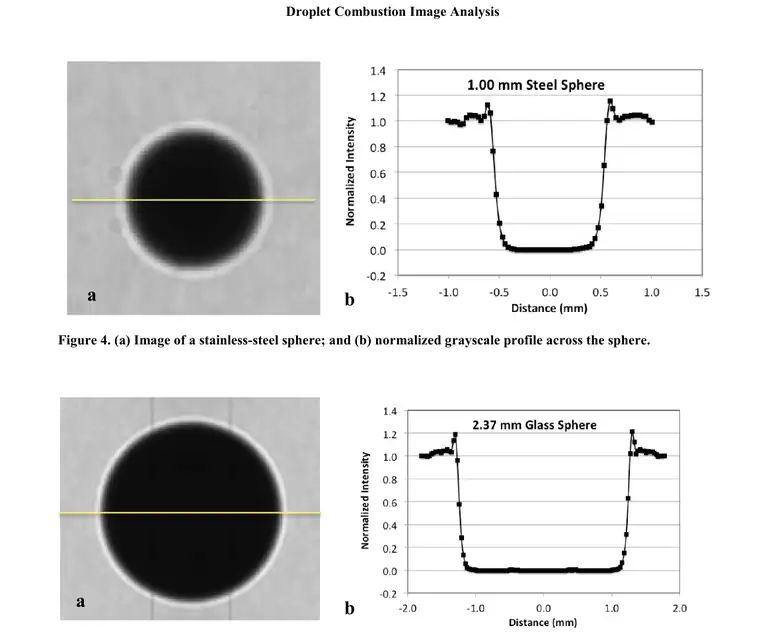 Droplet Combustion Image Analysis
1.00 mm Steel Sphere
Normalized Intensity
1.4
1.2
1.0
0.8
0.6
0.4
0.2
0.0
-0.2
-1.5 -1.0 -0.5 0.0 0.5 1.0 1.5
Distance (mm)
a
b
Figure 4. (a) Image of a stainless-steel sphere; and (b) normalized grayscale profile across the sphere.
2.37 mm Glass Sphere
Normalized Intensity
1.4
1.2
1.0
0.8
0.6
0.4
0.2
0.0
-0.2
-2.0 -1.0 0.0 1.0 2.0
Distance (mm)
a
b